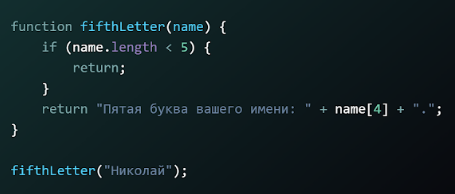 function fifthLetter(name) {
    if (name.length < 5) {
        return;
    }
    return "Пятая буква вашего имени: " + name[4] + ".";
}
fifthLetter("Николай");